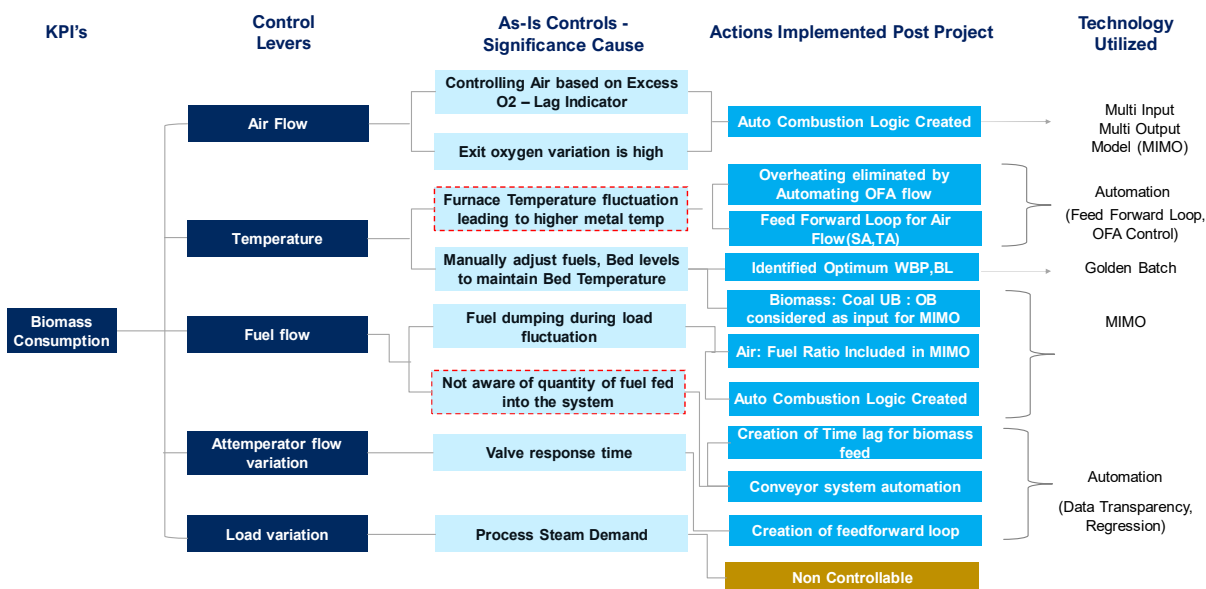 KPI's
Control
Levers
As-Is Controls -
Significance Cause
Actions Implemented Post Project
Technology
Utilized
Biomass
Consumption
Air Flow
Controlling Air based on Excess
O2 – Lag Indicator
Exit oxygen variation is high
Auto Combustion Logic Created
Multi Input
Multi Output
Model (MIMO)
Temperature
Furnace Temperature fluctuation
leading to higher metal temp
Overheating eliminated by
Automating OFA flow
Feed Forward Loop for Air
Flow(SA,TA)
Automation
(Feed Forward Loop,
OFA Control)
Manually adjust fuels, Bed levels
to maintain Bed Temperature
Identified Optimum WBP,BL
Golden Batch
Biomass: Coal UB : OB
considered as input for MIMO
MIMO
Fuel flow
Fuel dumping during load
fluctuation
Air: Fuel Ratio Included in MIMO
Not aware of quantity of fuel fed
into the system
Auto Combustion Logic Created
Creation of Time lag for biomass
feed
Conveyor system automation
Automation
(Data Transparency,
Regression)
Attemperator flow
variation
Valve response time
Creation of feedforward loop
Load variation
Process Steam Demand
Non Controllable